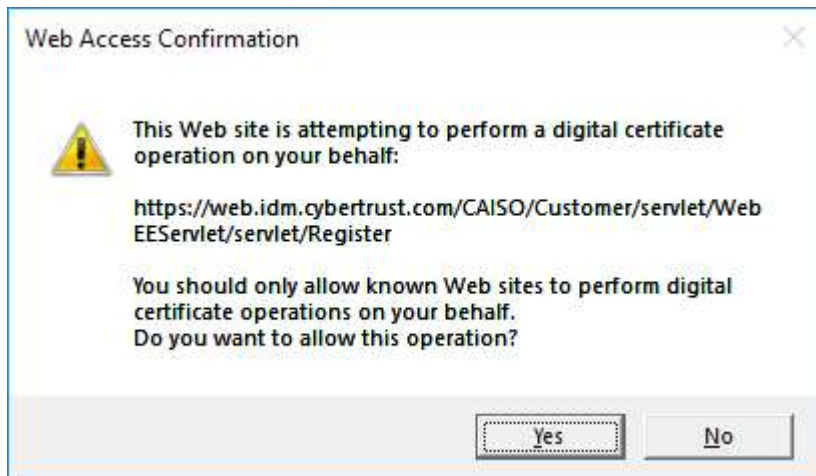 Web Access Confirmation
This Web site is attempting to perform a digital certificate
operation on your behalf:
https://web.idm.cybertrust.com/CAISO/Customer/servlet/Web
EEServlet/servlet/Register
You should only allow known Web sites to perform digital
certificate operations on your behalf.
Do you want to allow this operation?
Yes
No